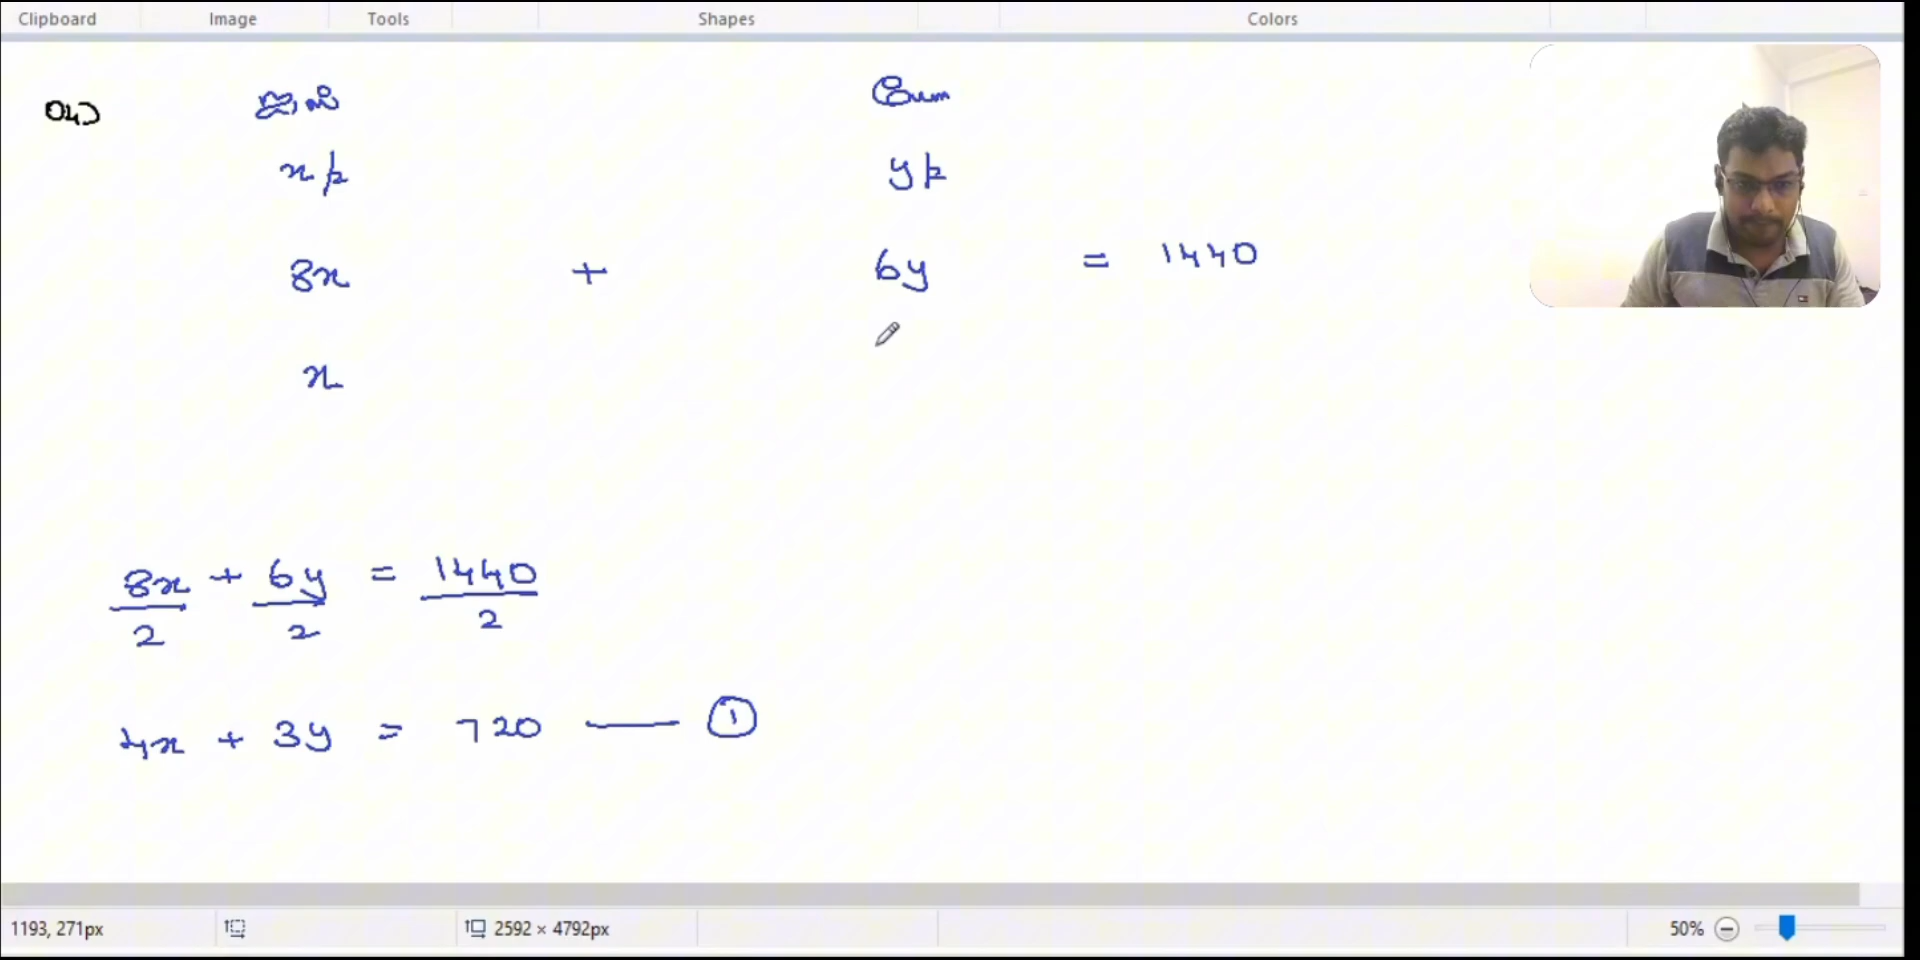 Clipboard Image Tools Shapes Colors
04)
x p y p
8x + 6y = 1440
x
8x/2 + 6y/2 = 1440/2
4x + 3y = 720 —— ①
1193, 271px 2592 × 4792px 50%